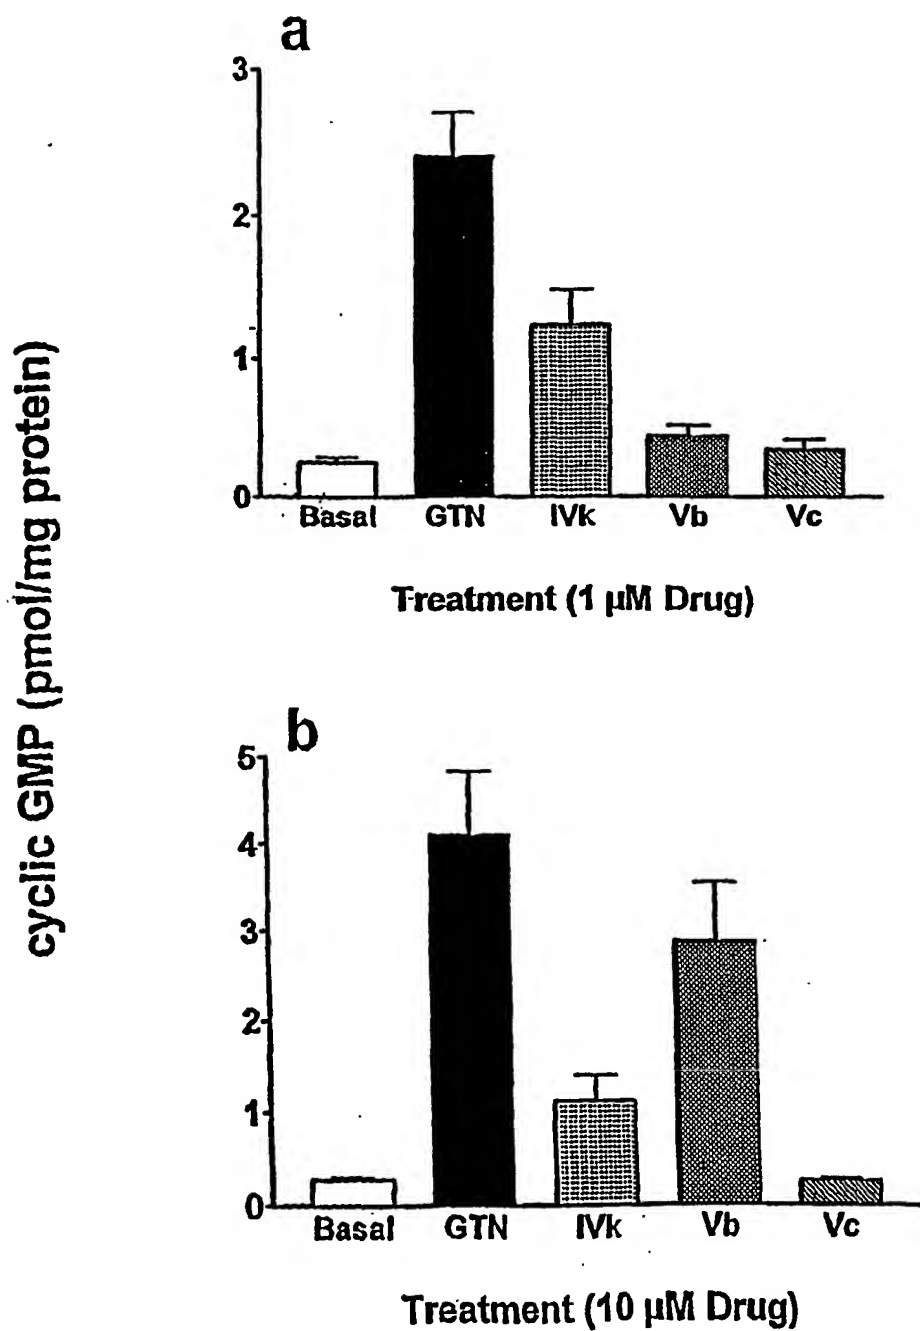 a
cyclic GMP (pmol/mg protein)
3
2
1
0
Basal GTN IVk Vb Vc
Treatment (1 µM Drug)
b
5
4
3
2
1
0
Basal GTN IVk Vb Vc
Treatment (10 µM Drug)